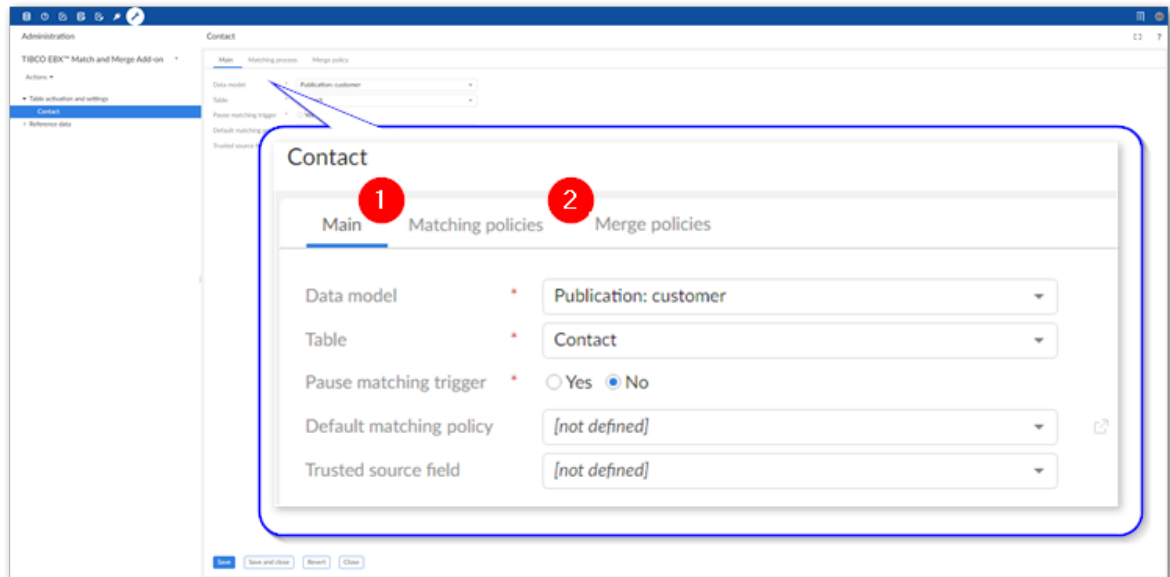 Administration
Contact
?
TIBCO EBX™ Match and Merge Add-on
Actions
Table activation and settings
Contact
Reference data
Main Matching process Merge policy
Data model * Publication: customer
Table *
Pause matching trigger *
Default matching
Trusted source
Contact
1 2
Main Matching policies Merge policies
Data model * Publication: customer
Table * Contact
Pause matching trigger * Yes No
Default matching policy [not defined]
Trusted source field [not defined]
Save Save and close Revert Close